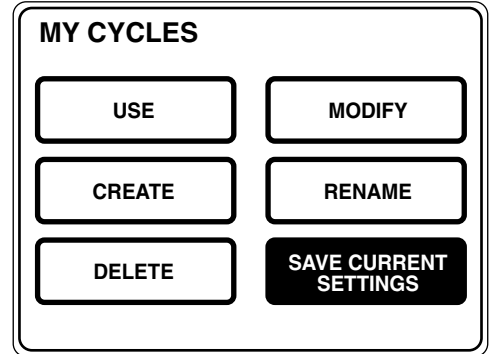 MY CYCLES
USE
MODIFY
CREATE
RENAME
DELETE
SAVE CURRENT
SETTINGS